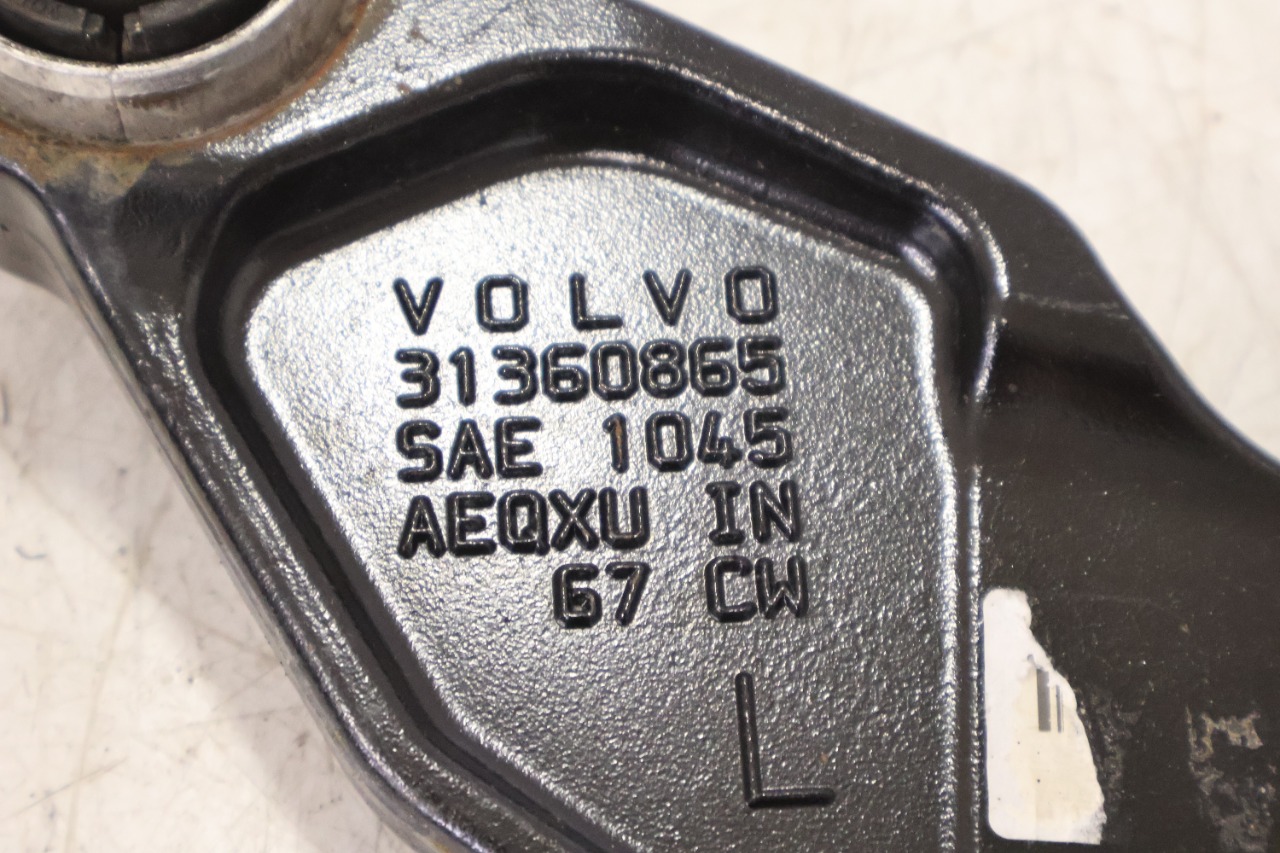 VOLVO
31360865
SAE 1045
AEQXU IN
67 CW
L